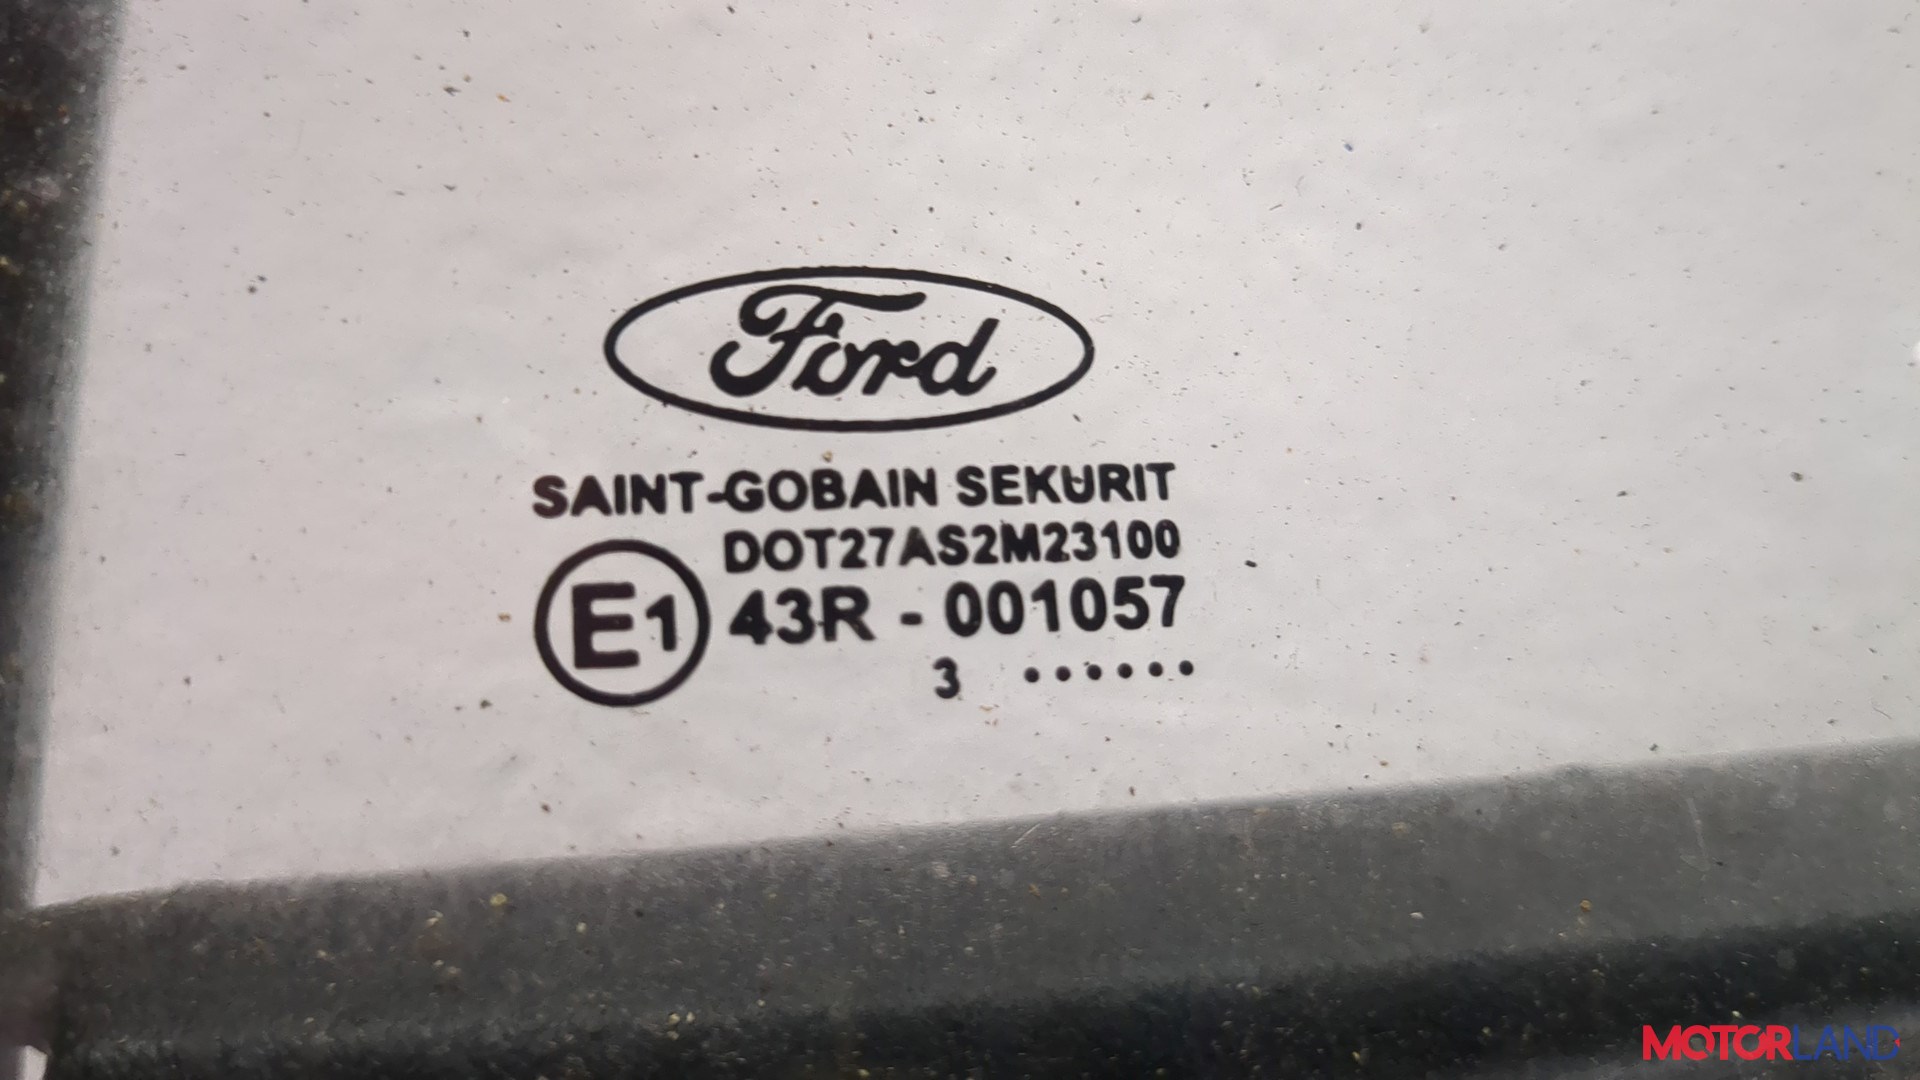 Ford
SAINT-GOBAIN SEKURIT
DOT27AS2M23100
E1 43R - 001057
3 ......
MOTORLAND